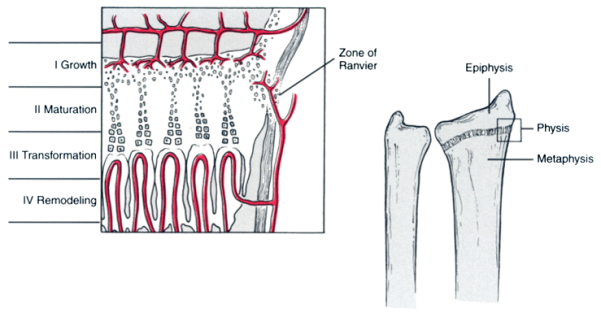 I Growth
II Maturation
III Transformation
IV Remodeling
Zone of
Ranvier
Epiphysis
Physis
Metaphysis